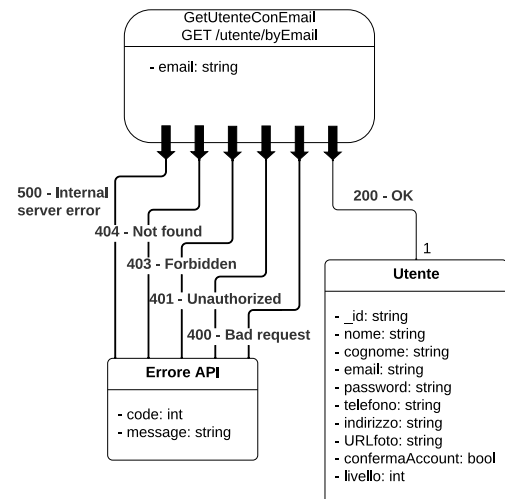 GetUtenteConEmail
GET /utente/byEmail
- email: string
500 - Internal
server error
200 - OK
404 - Not found
403 - Forbidden
401 - Unauthorized
400 - Bad request
1
Utente
- _id: string
- nome: string
- cognome: string
- email: string
- password: string
- telefono: string
- indirizzo: string
- URLfoto: string
- confermaAccount: bool
- livello: int
Errore API
- code: int
- message: string